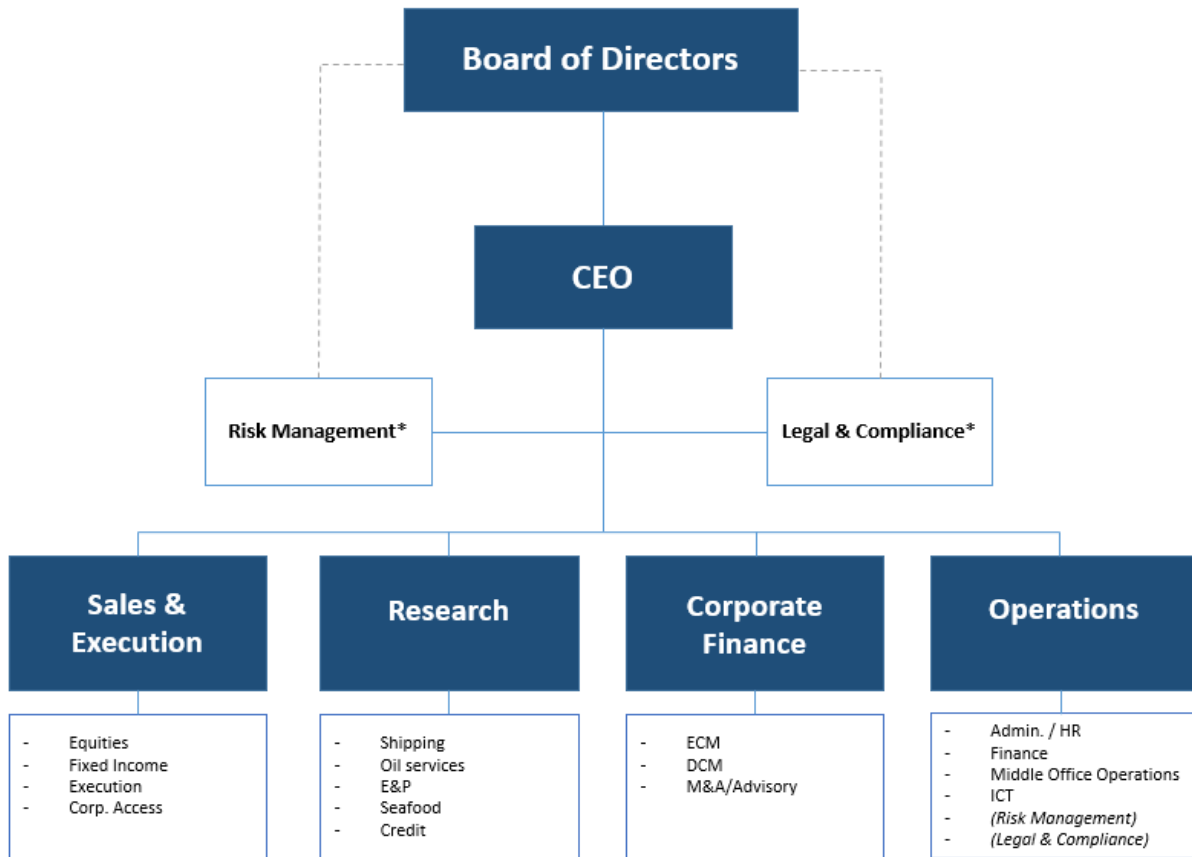 Board of Directors
CEO
Risk Management*
Legal & Compliance*
Sales &
Execution
Research
Corporate
Finance
Operations
- Equities
- Fixed Income
- Execution
- Corp. Access
- Shipping
- Oil services
- E&P
- Seafood
- Credit
- ECM
- DCM
- M&A/Advisory
- Admin. / HR
- Finance
- Middle Office Operations
- ICT
- (Risk Management)
- (Legal & Compliance)